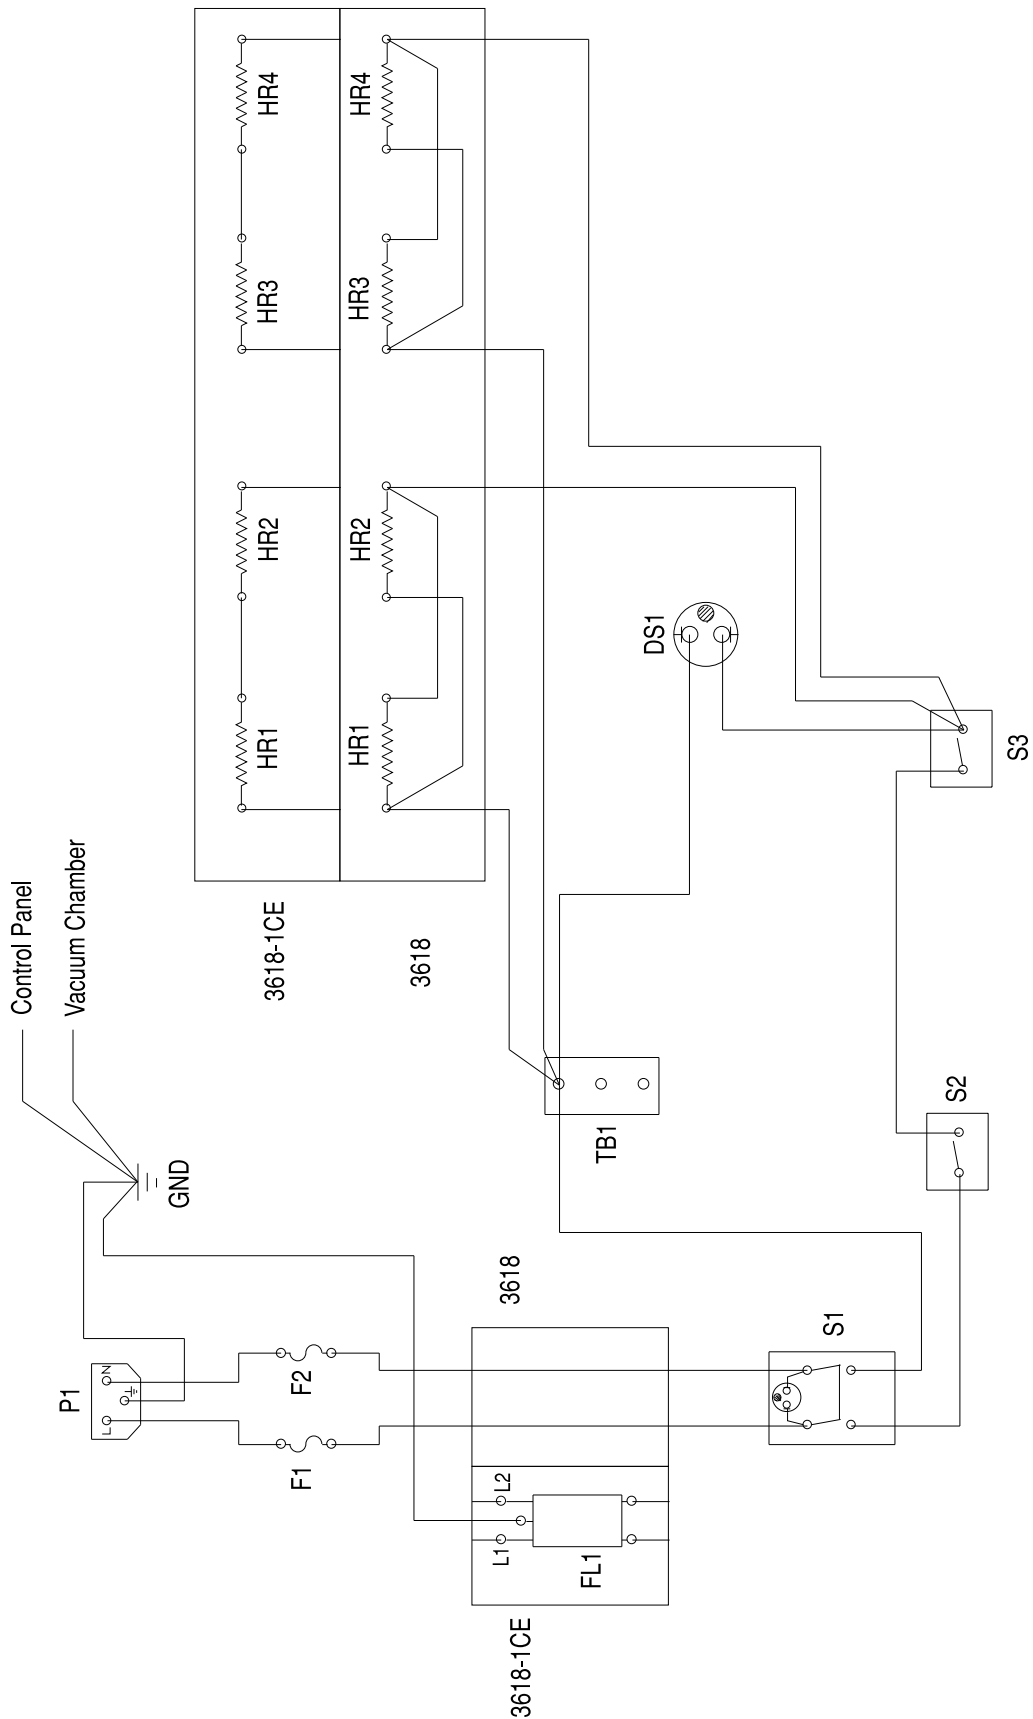 Control Panel
Vacuum Chamber
GND
P1
L
N
F1
F2
3618-1CE
3618
L1
L2
FL1
S1
TB1
S2
S3
DS1
3618-1CE
HR1
HR2
HR3
HR4
3618
HR1
HR2
HR3
HR4